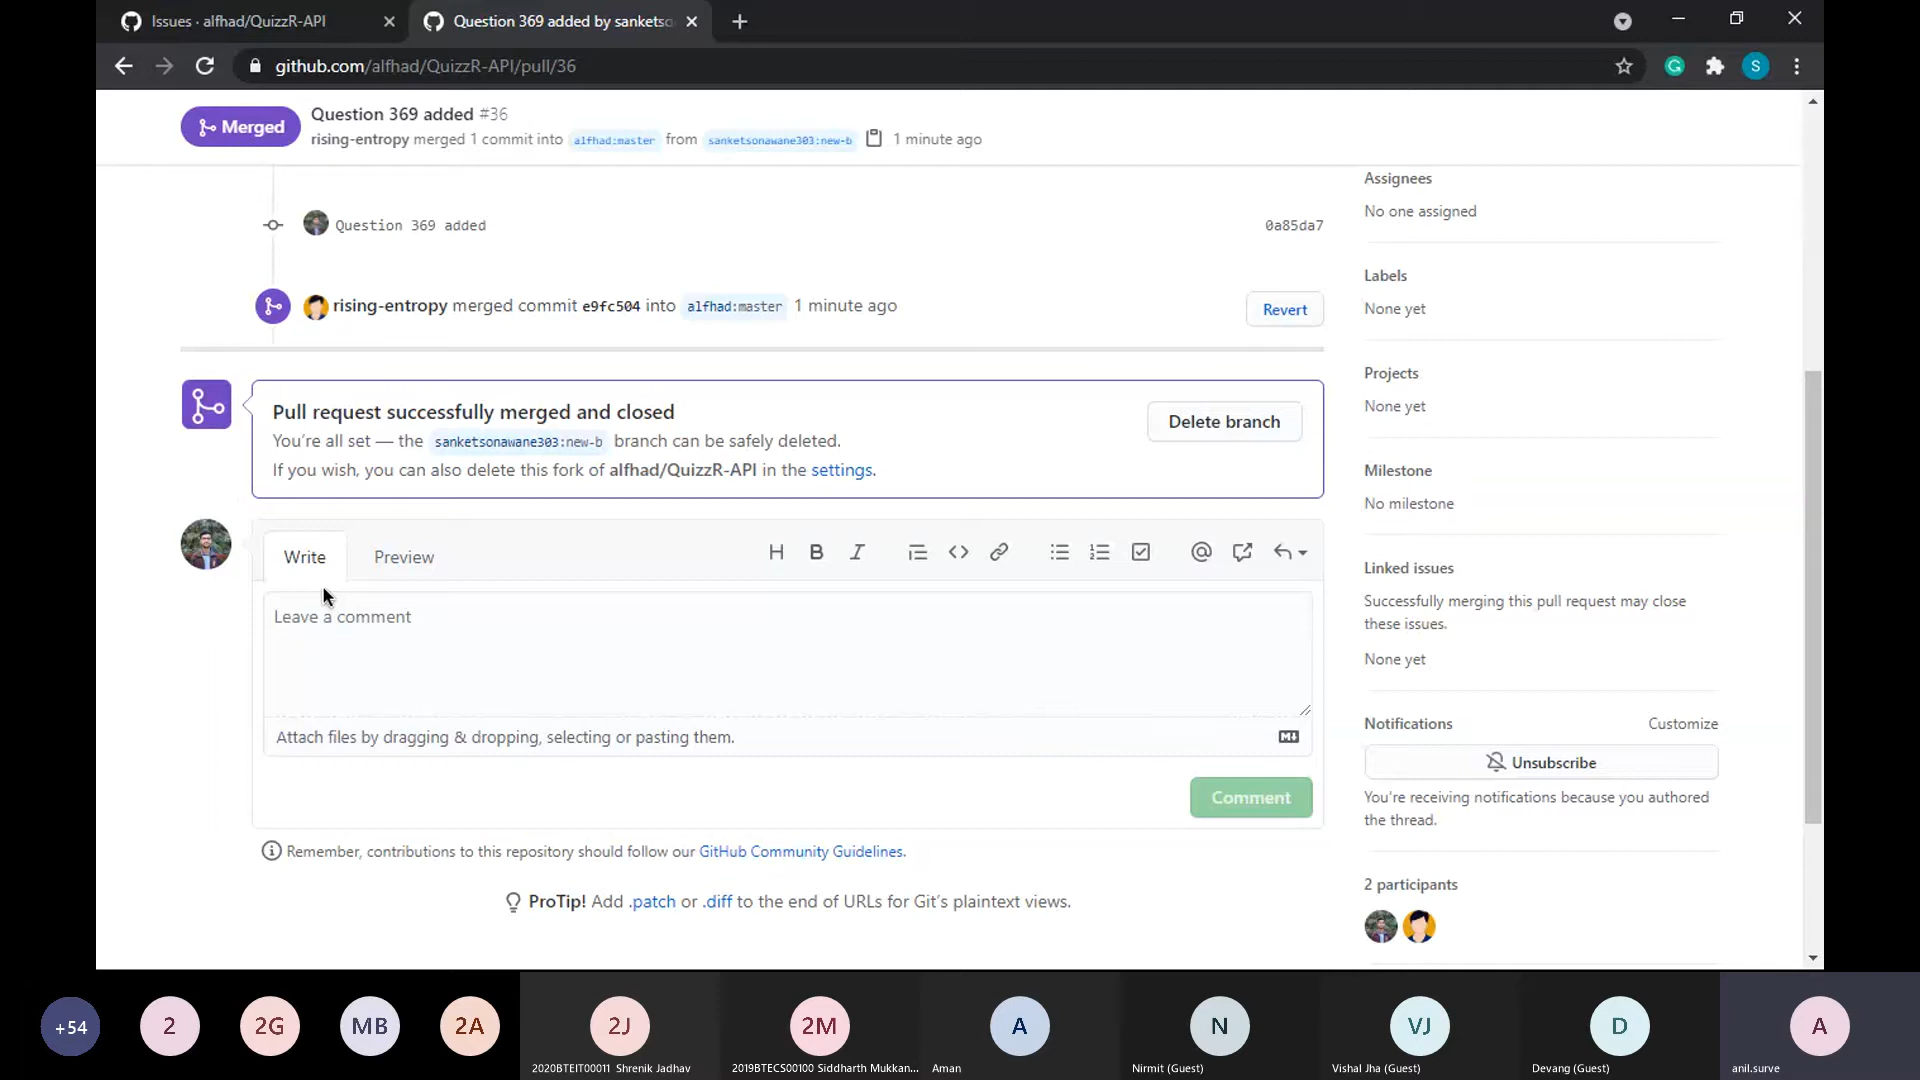 Issues · alfhad/QuizzR-API
Question 369 added by sanketso
github.com/alfhad/QuizzR-API/pull/36
S
Merged
Question 369 added #36
rising-entropy merged 1 commit into alfhad:master from sanketsonawane303:new-b 1 minute ago
Question 369 added 0a85da7
rising-entropy merged commit e9fc504 into alfhad:master 1 minute ago
Revert
Pull request successfully merged and closed
You're all set — the sanketsonawane303:new-b branch can be safely deleted.
If you wish, you can also delete this fork of alfhad/QuizzR-API in the settings.
Delete branch
Write Preview
H B I
Leave a comment
Attach files by dragging & dropping, selecting or pasting them.
Comment
Remember, contributions to this repository should follow our GitHub Community Guidelines.
ProTip! Add .patch or .diff to the end of URLs for Git's plaintext views.
Assignees
No one assigned
Labels
None yet
Projects
None yet
Milestone
No milestone
Linked issues
Successfully merging this pull request may close
these issues.
None yet
Notifications Customize
Unsubscribe
You're receiving notifications because you authored
the thread.
2 participants
+54 2 2G MB 2A 2J 2M A N VJ D A
2020BTEIT00011 Shrenik Jadhav 2019BTECS00100 Siddharth Mukkan... Aman Nirmit (Guest) Vishal Jha (Guest) Devang (Guest) anil.surve